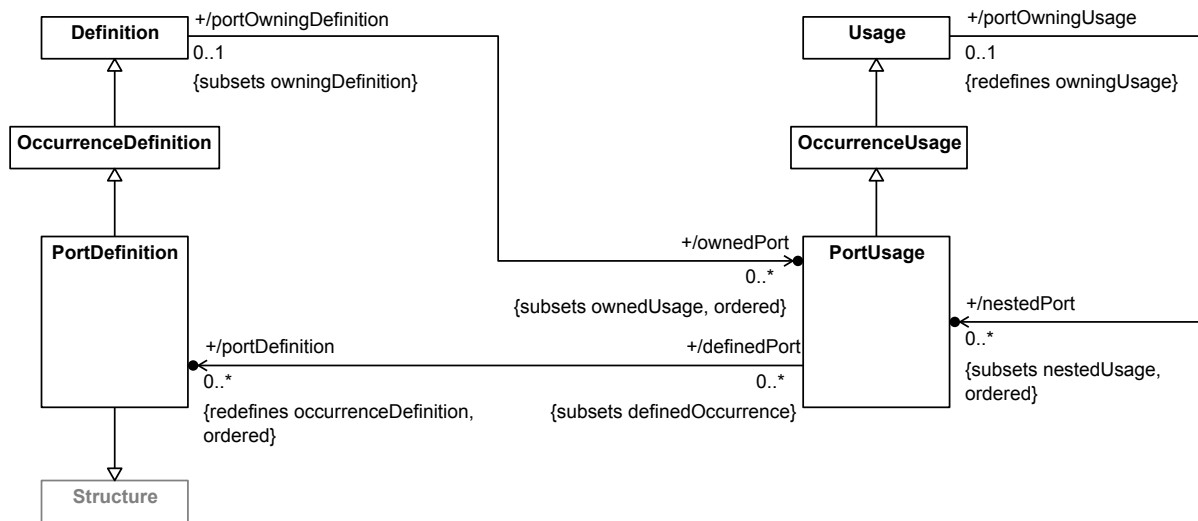 +/portOwningDefinition
+/portOwningUsage
Definition
Usage
0..1
0..1
{subsets owningDefinition}
{redefines owningUsage}
OccurrenceDefinition
OccurrenceUsage
PortDefinition
+/ownedPort
PortUsage
0..*
{subsets ownedUsage, ordered}
+/nestedPort
0..*
+/portDefinition
+/definedPort
{subsets nestedUsage,
ordered}
0..*
0..*
{redefines occurrenceDefinition,
ordered}
{subsets definedOccurrence}
Structure